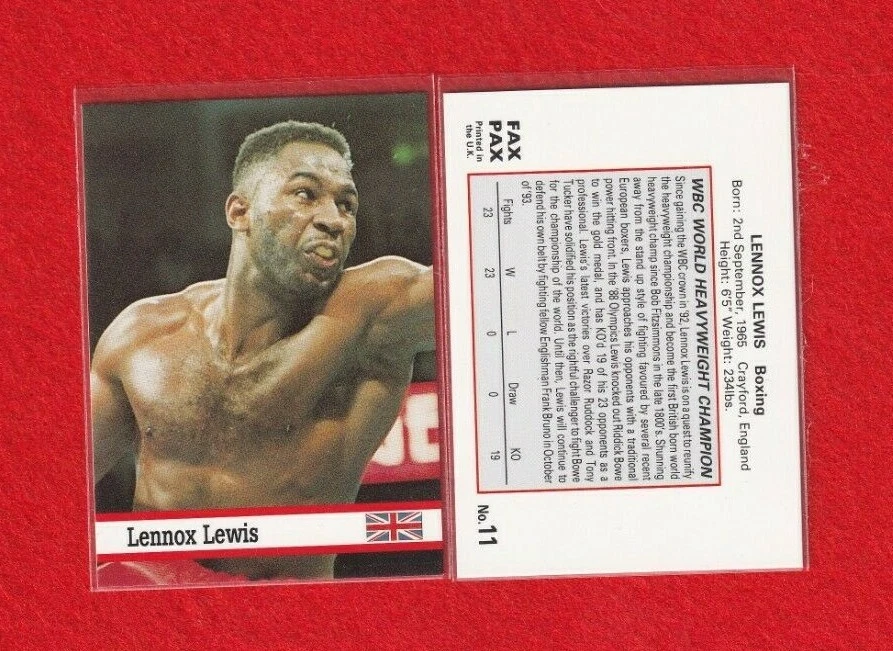 Lennox Lewis
LENNOX LEWIS Boxing
Born: 2nd September, 1965 Crayford, England
Height: 6'5" Weight: 234lbs.
WBC WORLD HEAVYWEIGHT CHAMPION
Since gaining the WBC crown in '92, Lennox Lewis is on a quest to reunify
the heavyweight championship and become the first British born world
heavyweight champ since Bob Fitzsimmons in the late 1800's. Shunning
away from the stand up style of fighting favoured by several recent
European boxers, Lewis approaches his opponents with a traditional
power hitting front. In the '88 Olympics Lewis knocked out Riddick Bowe
to win the gold medal, and has KO'd 19 of his 23 opponents as a
professional. Lewis's latest victories over Razor Ruddock and Tony
Tucker have solidified his position as the rightful challenger to fight Bowe
for the championship of the world. Until then, Lewis will continue to
defend his own belt by fighting fellow Englishman Frank Bruno in October
of '93.
Fights W L Draw KO
23 23 0 0 19
FAX
PAX
Printed in
the U.K.
No. 11